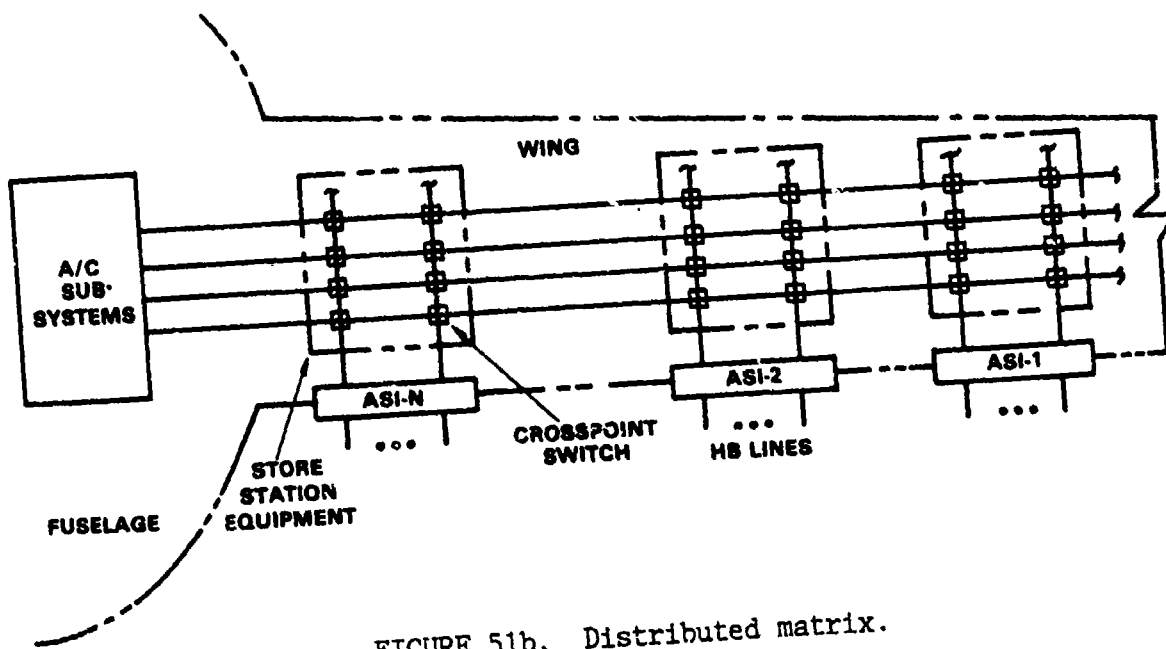 WING
A/C
SUB-
SYSTEMS
ASI-N
ASI-2
ASI-1
CROSSPOINT
SWITCH
HB LINES
STORE
STATION
EQUIPMENT
FUSELAGE
FIGURE 51b. Distributed matrix.